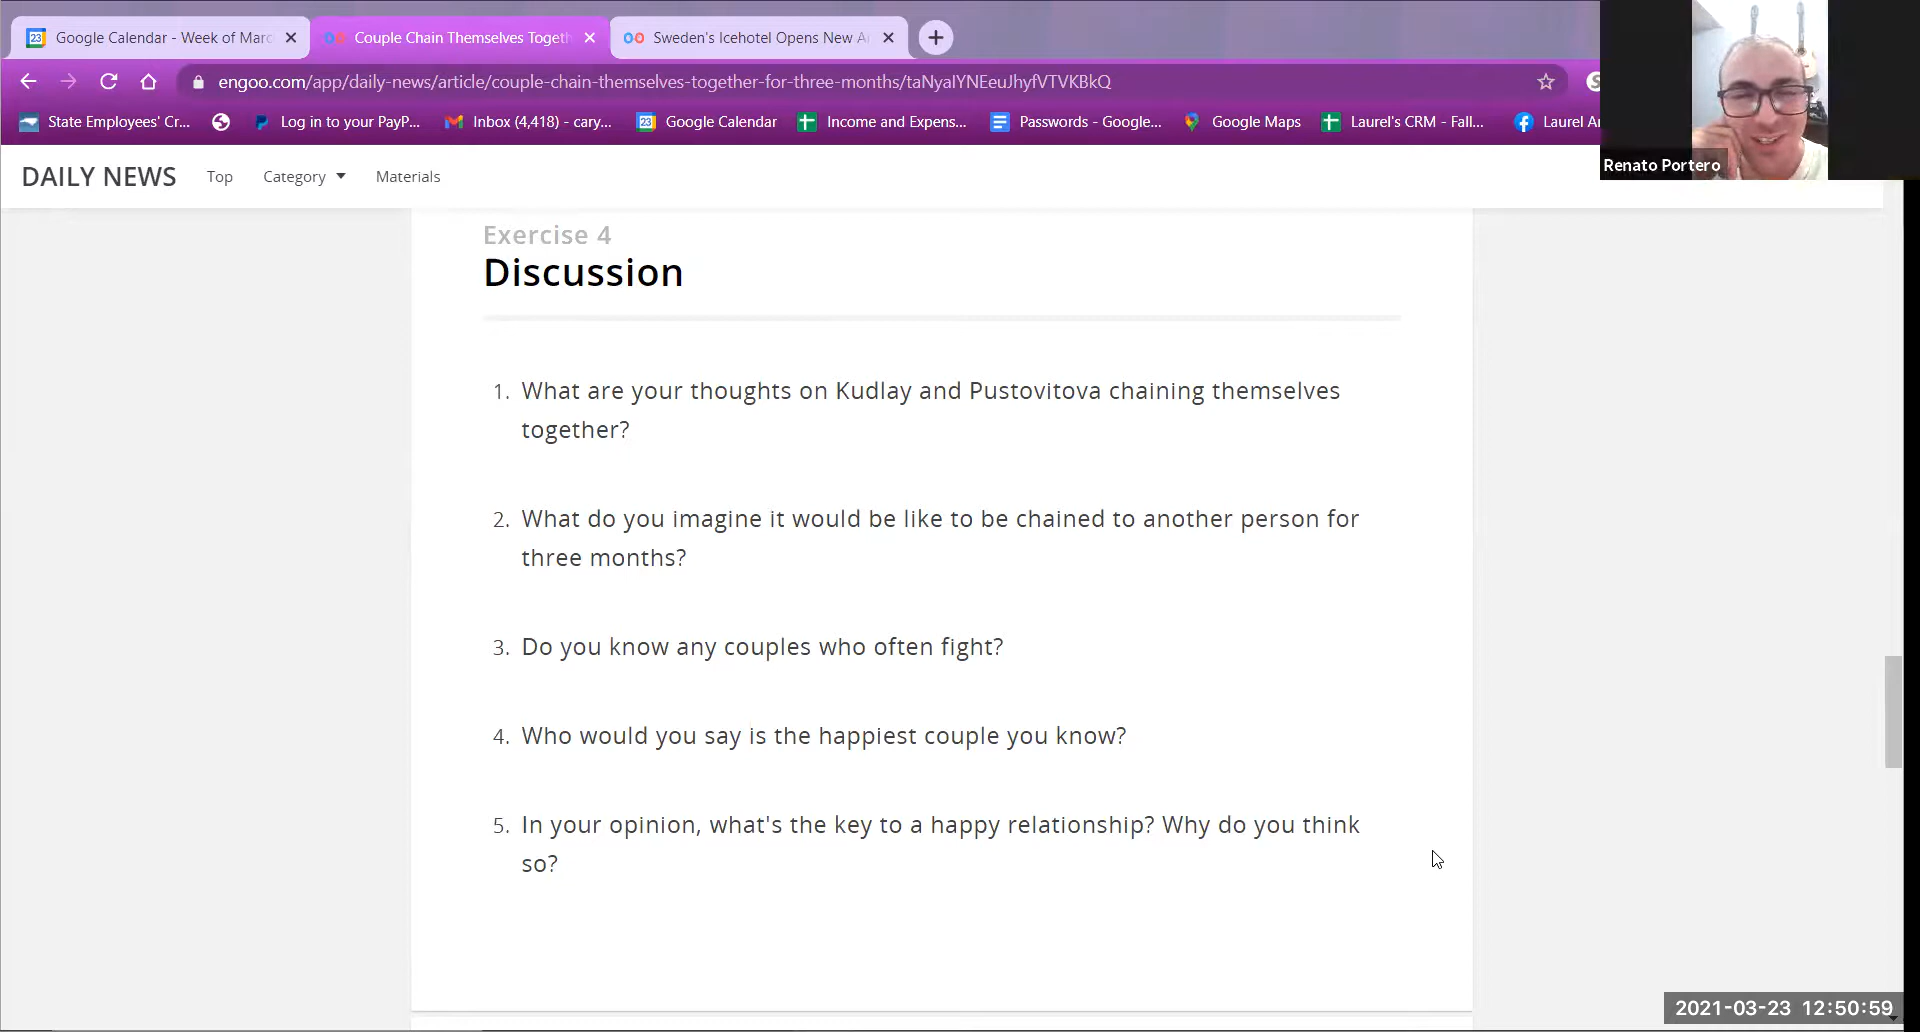 Google Calendar - Week of Marc
Couple Chain Themselves Togeth
Sweden's Icehotel Opens New A
engoo.com/app/daily-news/article/couple-chain-themselves-together-for-three-months/taNyaIYNEeuJhyfVTVKBkQ
State Employees' Cr...
Log in to your PayP...
Inbox (4,418) - cary...
Google Calendar
Income and Expens...
Passwords - Google...
Google Maps
Laurel's CRM - Fall...
Laurel Ar
Renato Portero
DAILY NEWS
Top
Category
Materials
Exercise 4
Discussion
1. What are your thoughts on Kudlay and Pustovitova chaining themselves
together?
2. What do you imagine it would be like to be chained to another person for
three months?
3. Do you know any couples who often fight?
4. Who would you say is the happiest couple you know?
5. In your opinion, what's the key to a happy relationship? Why do you think
so?
2021-03-23 12:50:59